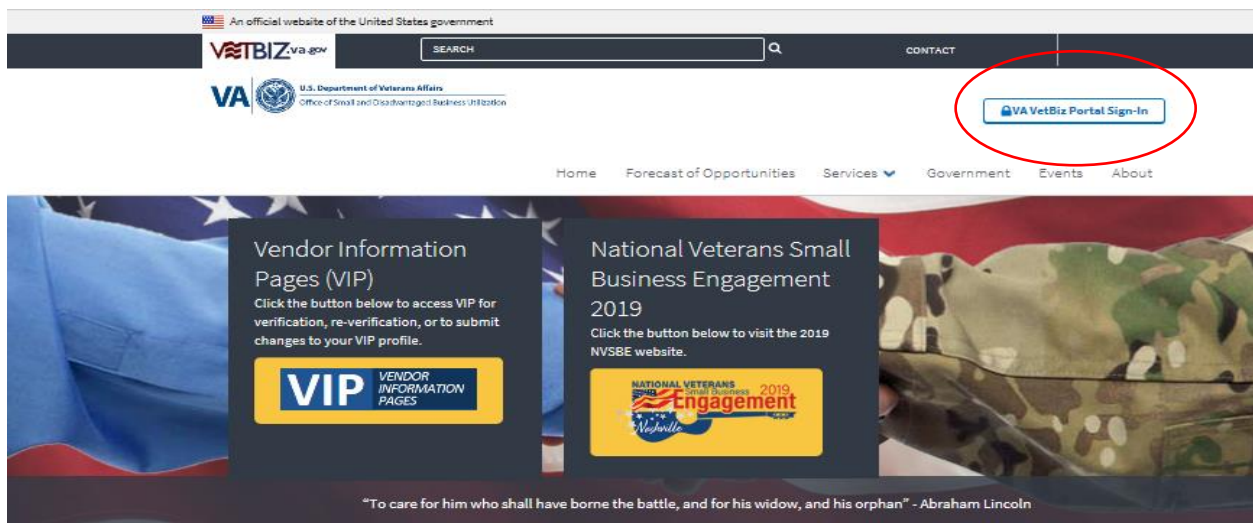 An official website of the United States government
VETBIZ.va.gov
SEARCH
CONTACT
VA
U.S. Department of Veterans Affairs
Office of Small and Disadvantaged Business Utilization
VA VetBiz Portal Sign-In
Home Forecast of Opportunities Services Government Events About
Vendor Information
Pages (VIP)
Click the button below to access VIP for
verification, re-verification, or to submit
changes to your VIP profile.
VIP
VENDOR
INFORMATION
PAGES
National Veterans Small
Business Engagement
2019
Click the button below to visit the 2019
NVSBE website.
NATIONAL VETERANS 2019
Small Business
Engagement
Nashville
“To care for him who shall have borne the battle, and for his widow, and his orphan” - Abraham Lincoln